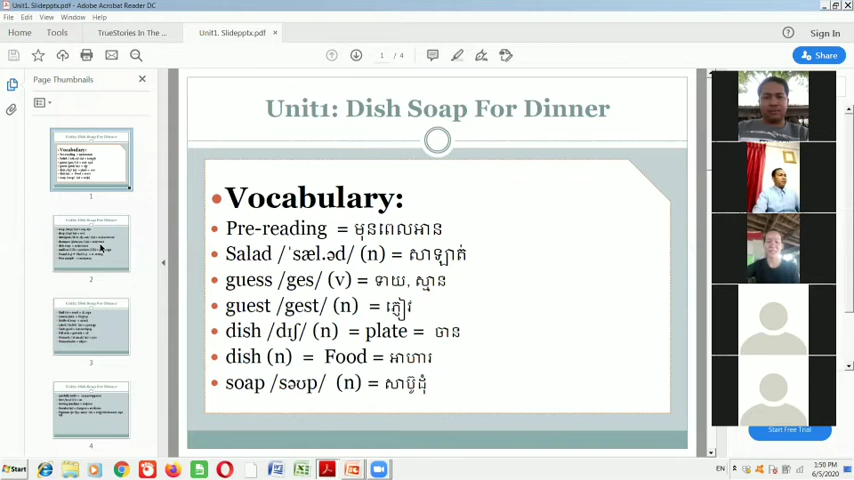 Unit1. Slidepptx.pdf - Adobe Acrobat Reader DC
File Edit View Window Help
Home Tools TrueStories In The ... Unit1. Slidepptx.pdf × Sign In
1 / 4 Share
Page Thumbnails
Unit1: Dish Soap For Dinner
Vocabulary:
Pre-reading = មុនពេលអាន
Salad /ˈsæl.əd/ (n) = សាឡាត់
guess /ges/ (v) = ទាយ, ស្មាន
guest /gest/ (n) = ភ្ញៀវ
dish /dɪʃ/ (n) = plate = ចាន
dish (n) = Food = អាហារ
soap /səʊp/ (n) = សាប៊ូដុំ
1
2
3
4
Start Free Trial
Start
EN
1:50 PM
6/5/2020